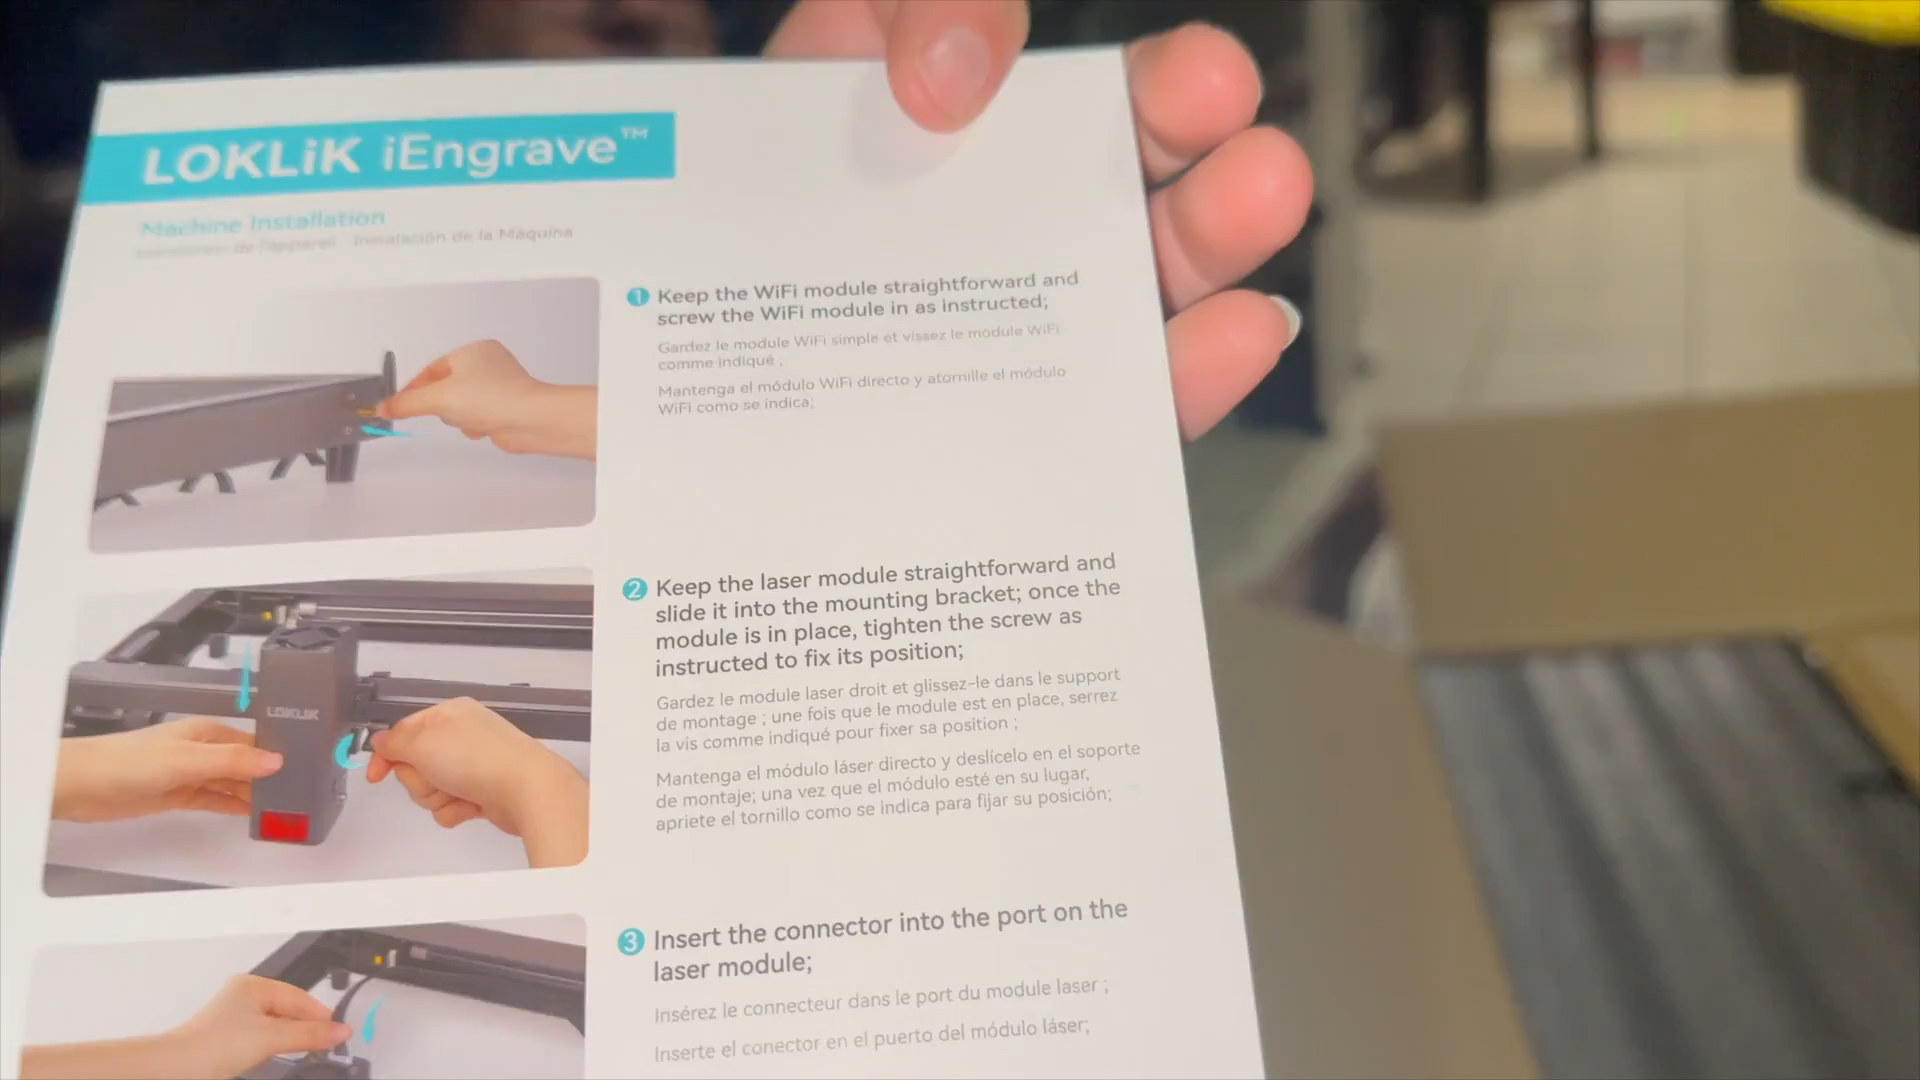 LOKLiK iEngrave™
Machine Installation
de l'appareil · Instalación de la Máquina
1 Keep the WiFi module straightforward and
screw the WiFi module in as instructed;
Gardez le module WiFi simple et vissez le module WiFi
comme indiqué ;
Mantenga el módulo WiFi directo y atornille el módulo
WiFi como se indica;
2 Keep the laser module straightforward and
slide it into the mounting bracket; once the
module is in place, tighten the screw as
instructed to fix its position;
Gardez le module laser droit et glissez-le dans le support
de montage ; une fois que le module est en place, serrez
la vis comme indiqué pour fixer sa position ;
Mantenga el módulo láser directo y deslícelo en el soporte
de montaje; una vez que el módulo esté en su lugar,
apriete el tornillo como se indica para fijar su posición;
LOKLiK
3 Insert the connector into the port on the
laser module;
Insérez le connecteur dans le port du module laser ;
Inserte el conector en el puerto del módulo láser;